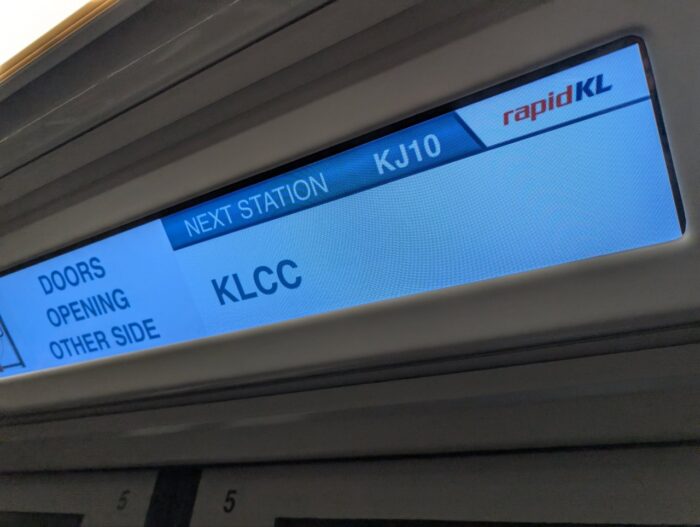 rapidKL
NEXT STATION KJ10
KLCC
DOORS
OPENING
OTHER SIDE
5 5